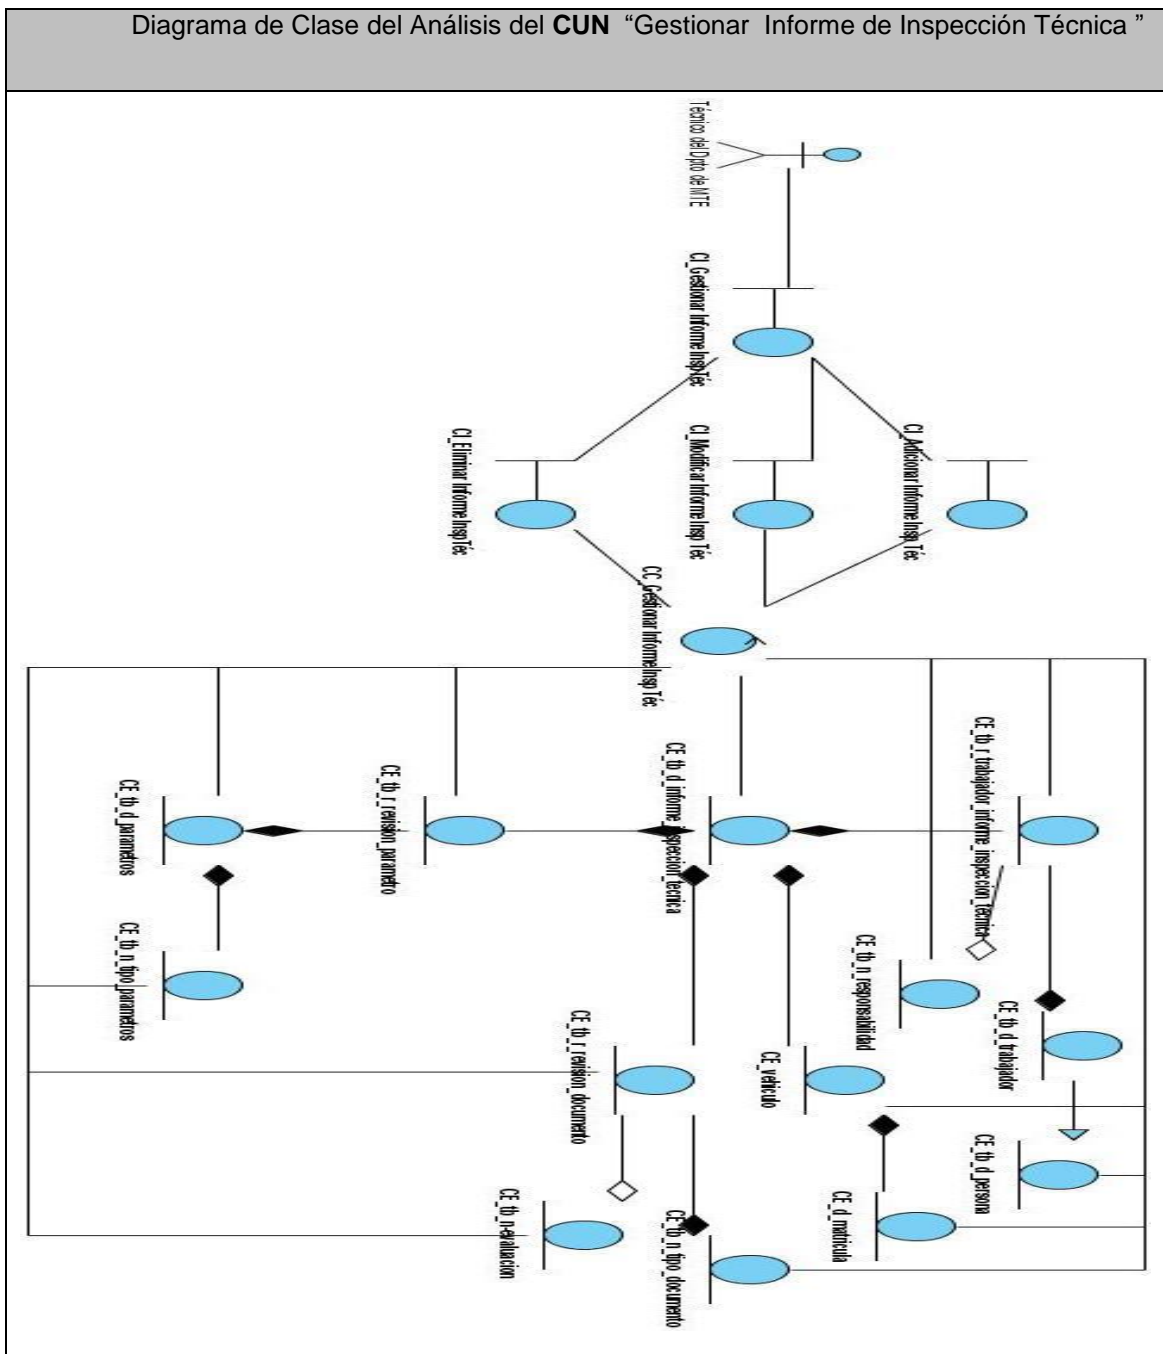 Diagrama de Clase del Análisis del CUN “Gestionar Informe de Inspección Técnica ”
Técnico del Dpto de MTE
CI_Gestionar Informe Insp Téc
CI_Eliminar Informe Insp Téc
CI_Modificar Informe Insp Téc
CI_Adicionar Informe Insp Téc
CC_Gestionar Informe Insp Téc
CE_tb_d_parametros
CE_tb_r_revision_parametro
CE_tb_d_informe_inspeccion_tecnica
CE_tb_r_trabajador_informe_inspeccion_tecnica
CE_tb_n_tipo_parametros
CE_tb_r_revision_documento
CE_vehiculo
CE_tb_n_responsabilidad
CE_tb_d_trabajador
CE_tb_n-evaluacion
CE_tb_n_tipo_documento
CE_d_matricula
CE_tb_d_persona